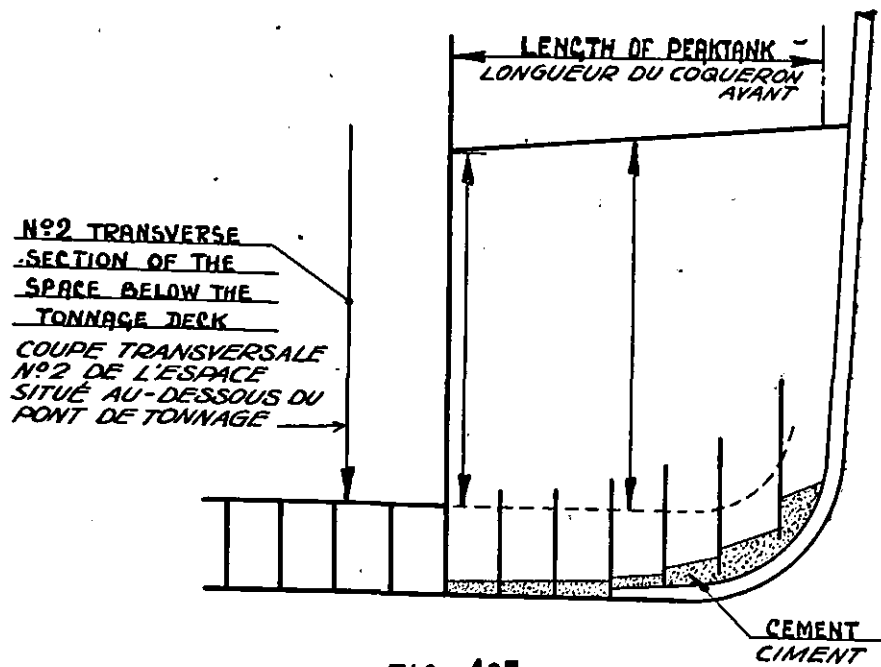 LENGTH OF PEAKTANK
LONGUEUR DU COQUERON
AVANT
Nº2 TRANSVERSE
SECTION OF THE
SPACE BELOW THE
TONNAGE DECK
COUPE TRANSVERSALE
Nº2 DE L'ESPACE
SITUÉ AU-DESSOUS DU
PONT DE TONNAGE
CEMENT
CIMENT